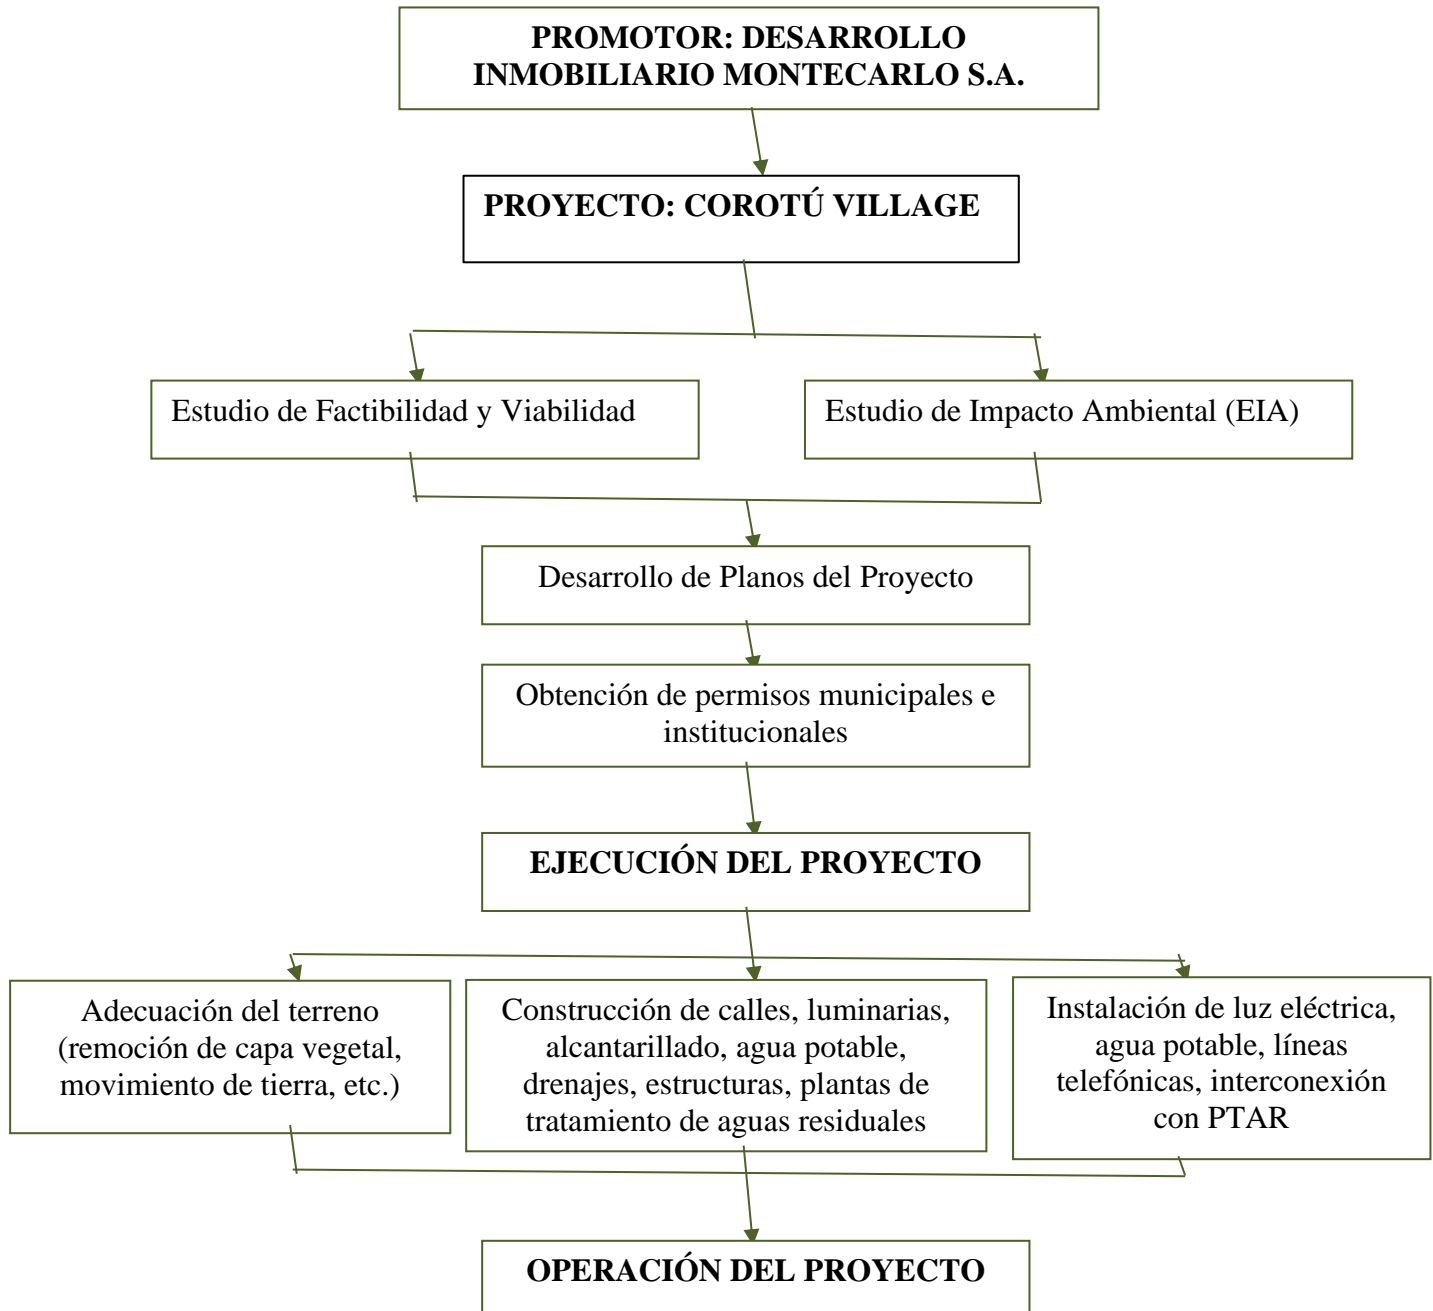 PROMOTOR: DESARROLLO
INMOBILIARIO MONTECARLO S.A.
PROYECTO: COROTÚ VILLAGE
Estudio de Factibilidad y Viabilidad
Estudio de Impacto Ambiental (EIA)
Desarrollo de Planos del Proyecto
Obtención de permisos municipales e
institucionales
EJECUCIÓN DEL PROYECTO
Adecuación del terreno
(remoción de capa vegetal,
movimiento de tierra, etc.)
Construcción de calles, luminarias,
alcantarillado, agua potable,
drenajes, estructuras, plantas de
tratamiento de aguas residuales
Instalación de luz eléctrica,
agua potable, líneas
telefónicas, interconexión
con PTAR
OPERACIÓN DEL PROYECTO